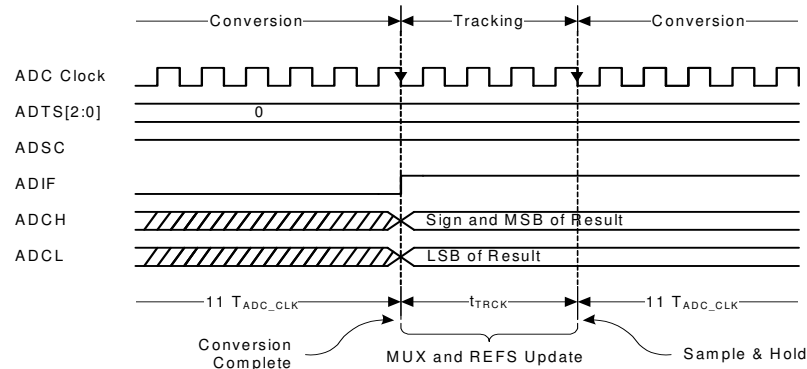 Conversion Tracking Conversion
ADC Clock
ADTS[2:0] 0
ADSC
ADIF
ADCH Sign and MSB of Result
ADCL LSB of Result
11 TADC_CLK tTRCK 11 TADC_CLK
Conversion
Complete
MUX and REFS Update
Sample & Hold